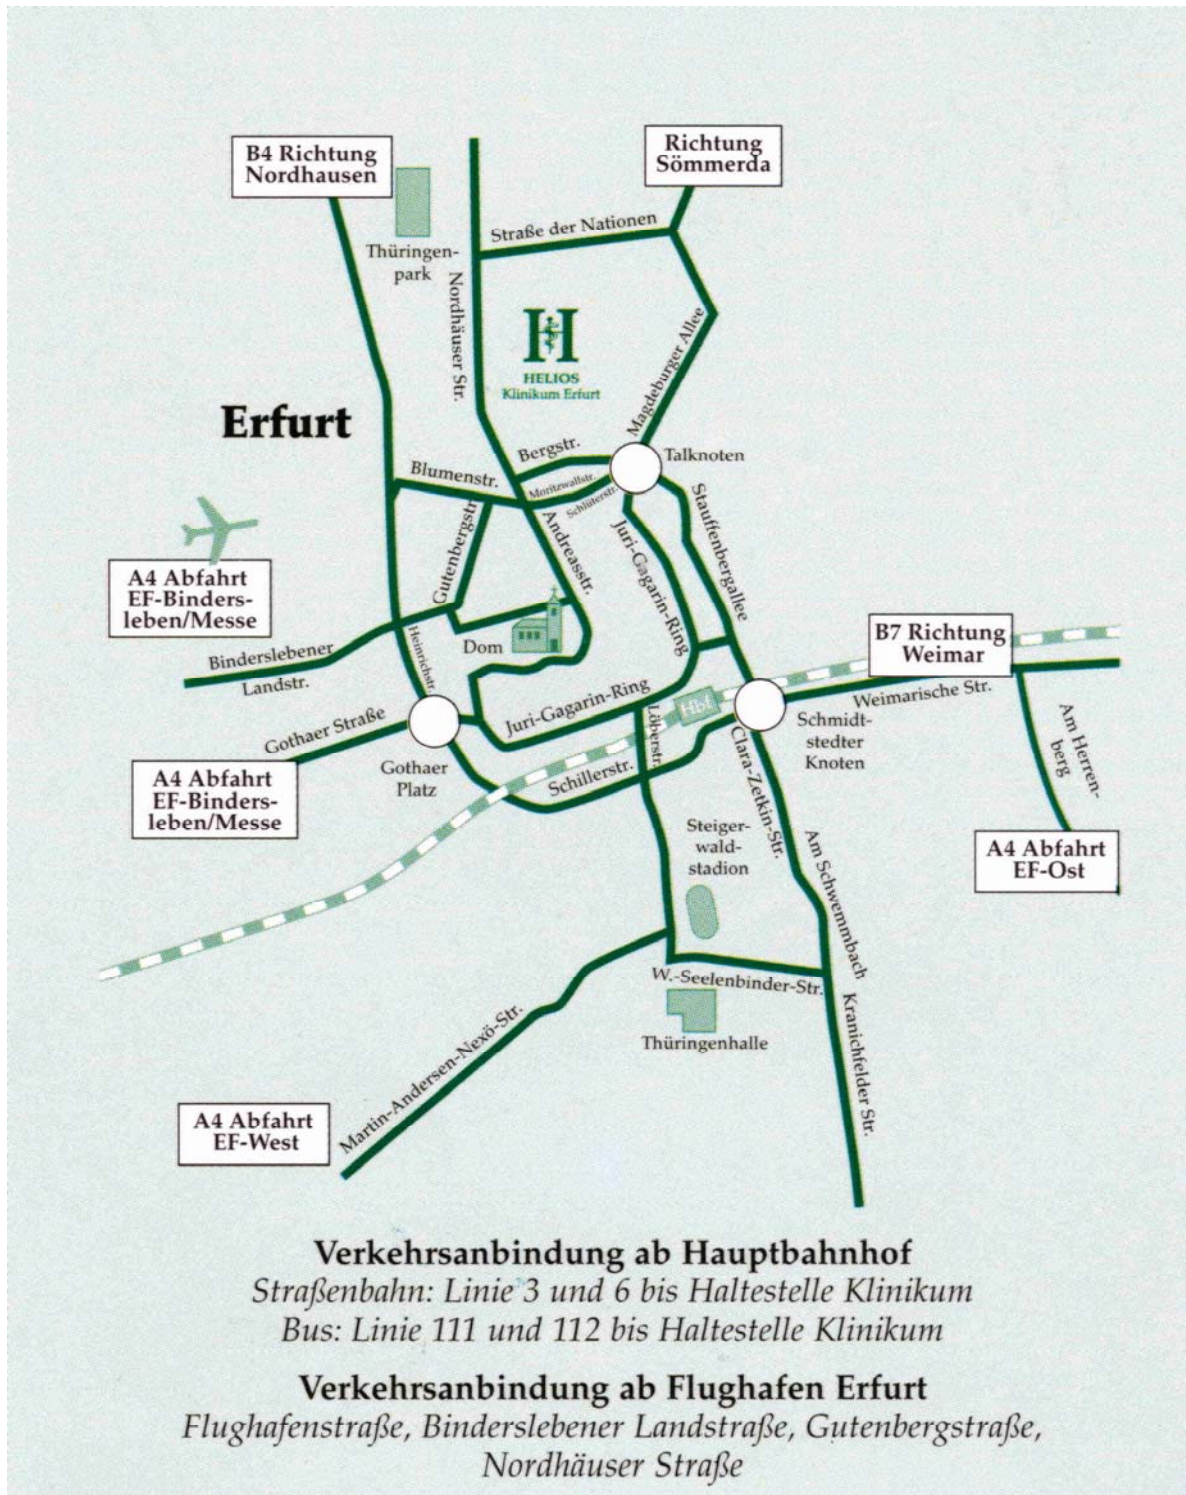 B4 Richtung
Nordhausen
Richtung
Sömmerda
Straße der Nationen
Thüringen-
park
Nordhäuser Str.
H
HELIOS
Klinikum Erfurt
Magdeburger Allee
Erfurt
Bergstr.
Talknoten
Blumenstr.
Moritzwallstr.
Schlüterstr.
Stauffenbergallee
Gutenbergstr.
Andreasstr.
Juri-Gagarin-Ring
A4 Abfahrt
EF-Binders-
leben/Messe
B7 Richtung
Weimar
Dom
Heinrichstr.
Binderslebener
Landstr.
Juri-Gagarin-Ring
Hbf
Löberstr.
Weimarische Str.
Gothaer Straße
Schmidt-
stedter
Knoten
Am Herren-
berg
Gothaer
Platz
Schillerstr.
Clara-Zetkin-Str.
A4 Abfahrt
EF-Binders-
leben/Messe
Steiger-
wald-
stadion
Am Schwemmbach
A4 Abfahrt
EF-Ost
W.-Seelenbinder-Str.
Kranichfelder Str.
Thüringenhalle
Martin-Andersen-Nexö-Str.
A4 Abfahrt
EF-West
Verkehrsanbindung ab Hauptbahnhof
Straßenbahn: Linie 3 und 6 bis Haltestelle Klinikum
Bus: Linie 111 und 112 bis Haltestelle Klinikum
Verkehrsanbindung ab Flughafen Erfurt
Flughafenstraße, Binderslebener Landstraße, Gutenbergstraße,
Nordhäuser Straße